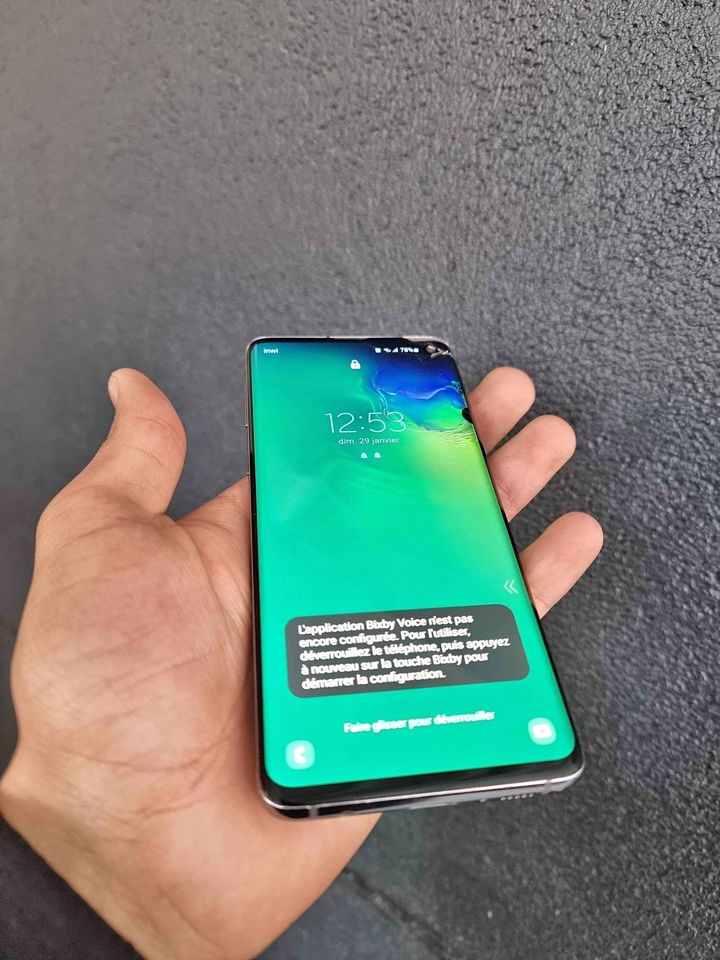 inwi
78%
12:53
dim. 29 janvier
L'application Bixby Voice n'est pas
encore configurée. Pour l'utiliser,
déverrouillez le téléphone, puis appuyez
à nouveau sur la touche Bixby pour
démarrer la configuration.
Faire glisser pour déverrouiller